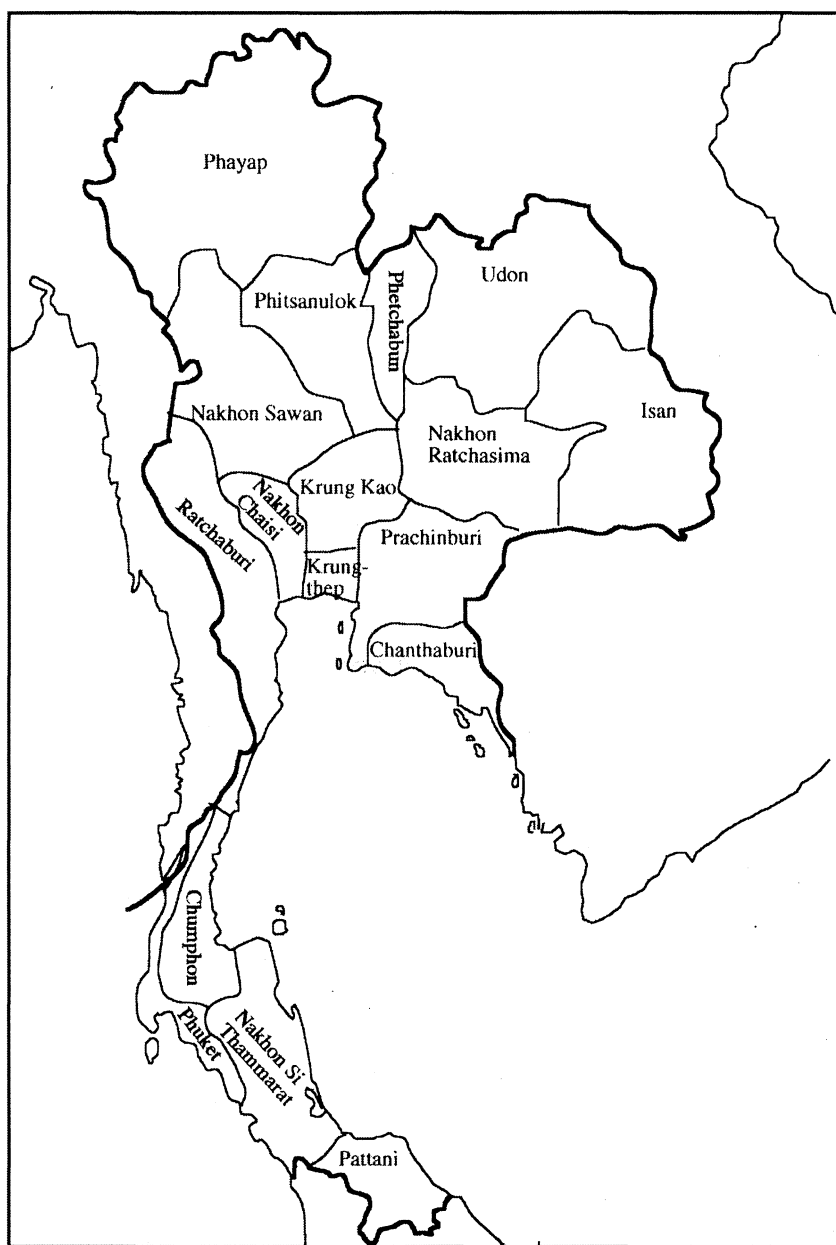 Phayap
Udon
Phitsanulok
Phetchabun
Nakhon Sawan
Isan
Nakhon
Ratchasima
Krung Kao
Nakhon
Chaisi
Ratchaburi
Prachinburi
Krung-
thep
Chanthaburi
Chumphon
Phuket
Nakhon Si
Thammarat
Pattani